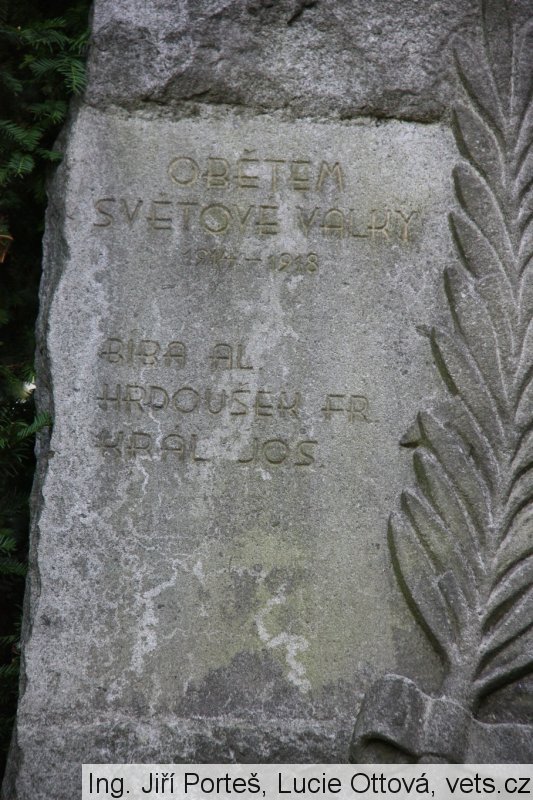 OBĚTEM
SVĚTOVÉ VÁLKY
1914-1918
BÍBA AL.
HRDOUŠEK FR.
KRÁL JOS.
Ing. Jiří Porteš, Lucie Ottová, vets.cz